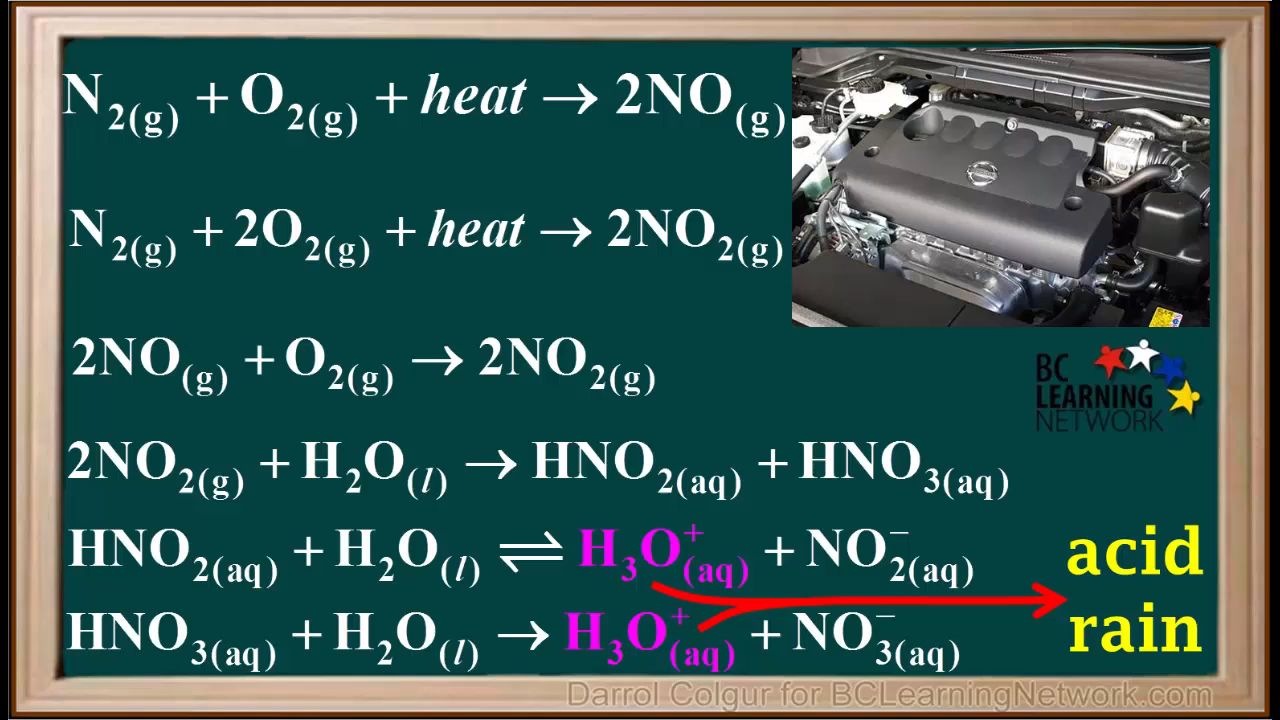 N₂(g) + O₂(g) + heat → 2NO(g)
N₂(g) + 2O₂(g) + heat → 2NO₂(g)
2NO(g) + O₂(g) → 2NO₂(g)
BC
LEARNING
NETWORK
2NO₂(g) + H₂O(l) → HNO₂(aq) + HNO₃(aq)
HNO₂(aq) + H₂O(l) ⇌ H₃O⁺(aq) + NO₂⁻(aq)
HNO₃(aq) + H₂O(l) → H₃O⁺(aq) + NO₃⁻(aq)
acid
rain
Darrol Colgur for BCLearningNetwork.com